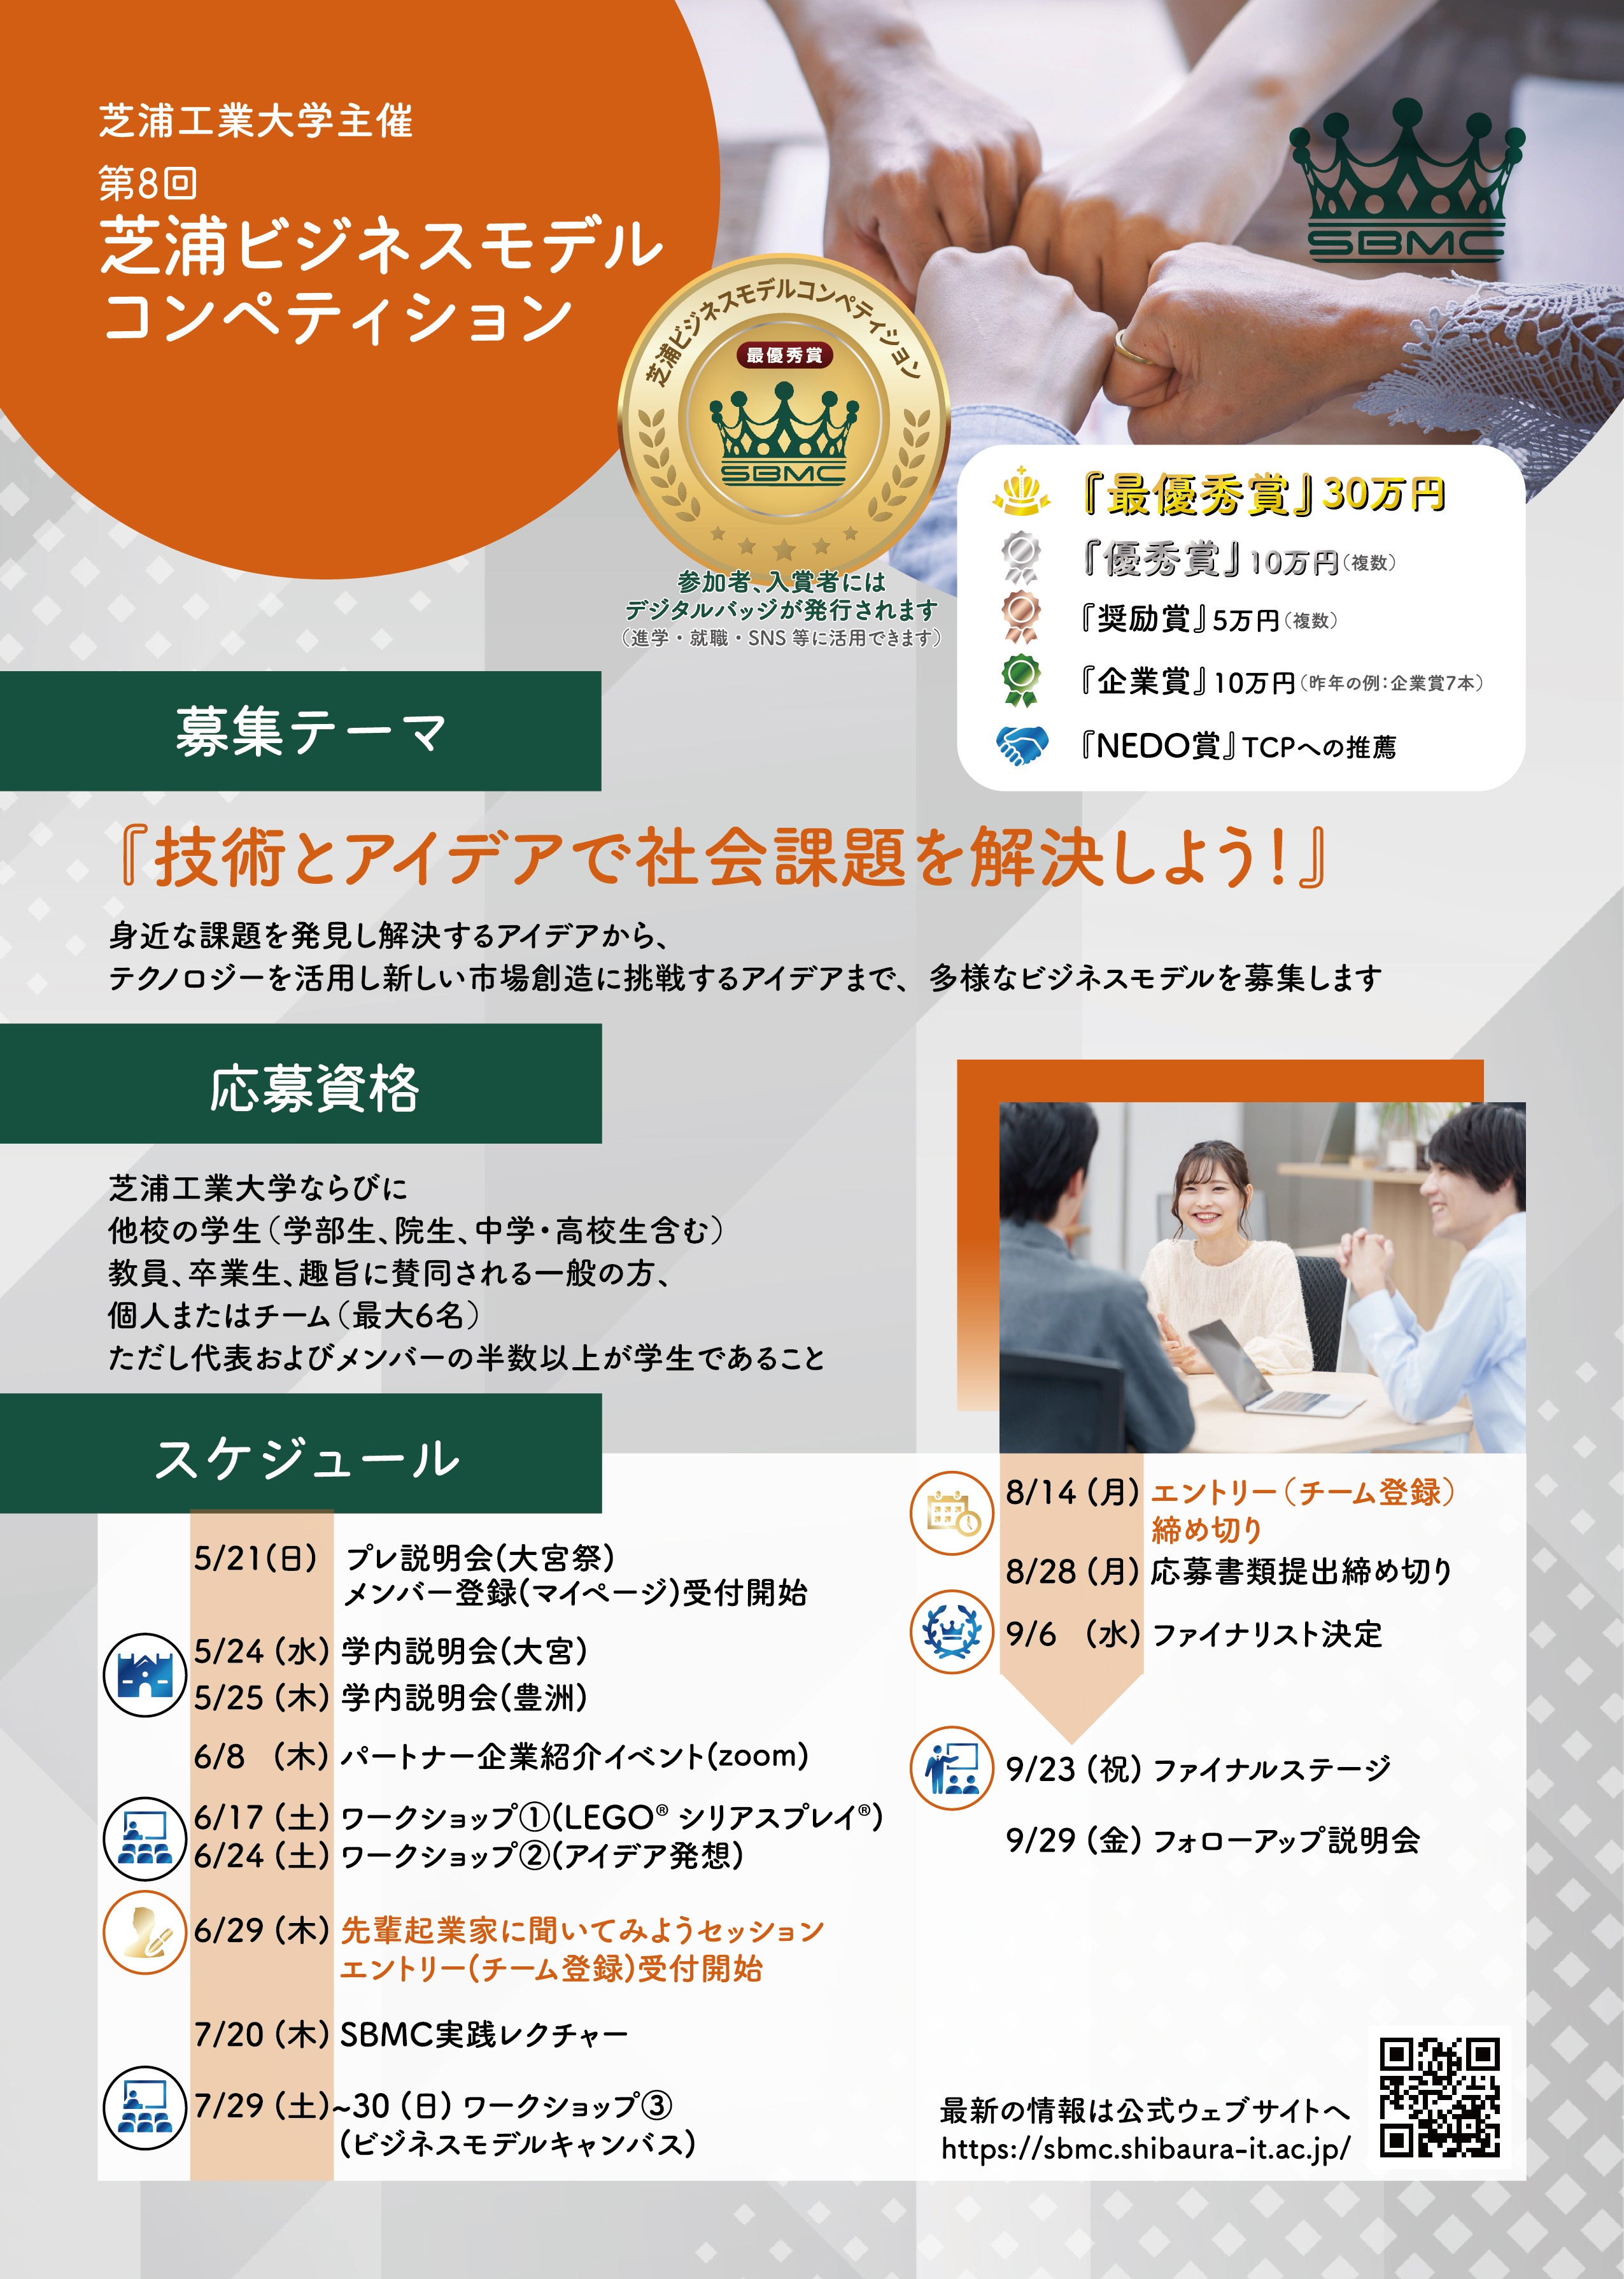 芝浦工業大学主催
第8回
芝浦ビジネスモデル
コンペティション
SBMC
芝浦ビジネスモデルコンペティション
最優秀賞
SBMC
参加者、入賞者には
デジタルバッジが発行されます
（進学・就職・SNS 等に活用できます）
『最優秀賞』30万円
『優秀賞』10万円（複数）
『奨励賞』5万円（複数）
『企業賞』10万円（昨年の例：企業賞7本）
『NEDO賞』TCPへの推薦
募集テーマ
『技術とアイデアで社会課題を解決しよう！』
身近な課題を発見し解決するアイデアから、
テクノロジーを活用し新しい市場創造に挑戦するアイデアまで、多様なビジネスモデルを募集します
応募資格
芝浦工業大学ならびに
他校の学生（学部生、院生、中学・高校生含む）
教員、卒業生、趣旨に賛同される一般の方、
個人またはチーム（最大6名）
ただし代表およびメンバーの半数以上が学生であること
スケジュール
5/21(日) プレ説明会(大宮祭)
メンバー登録(マイページ)受付開始
5/24 (水) 学内説明会(大宮)
5/25 (木) 学内説明会(豊洲)
6/8 (木) パートナー企業紹介イベント(zoom)
6/17 (土) ワークショップ①(LEGO® シリアスプレイ®)
6/24 (土) ワークショップ②(アイデア発想)
6/29 (木) 先輩起業家に聞いてみようセッション
エントリー(チーム登録)受付開始
7/20 (木) SBMC実践レクチャー
7/29 (土)~30 (日) ワークショップ③
(ビジネスモデルキャンバス)
8/14 (月) エントリー（チーム登録）
締め切り
8/28 (月) 応募書類提出締め切り
9/6 (水) ファイナリスト決定
9/23 (祝) ファイナルステージ
9/29 (金) フォローアップ説明会
最新の情報は公式ウェブサイトへ
https://sbmc.shibaura-it.ac.jp/